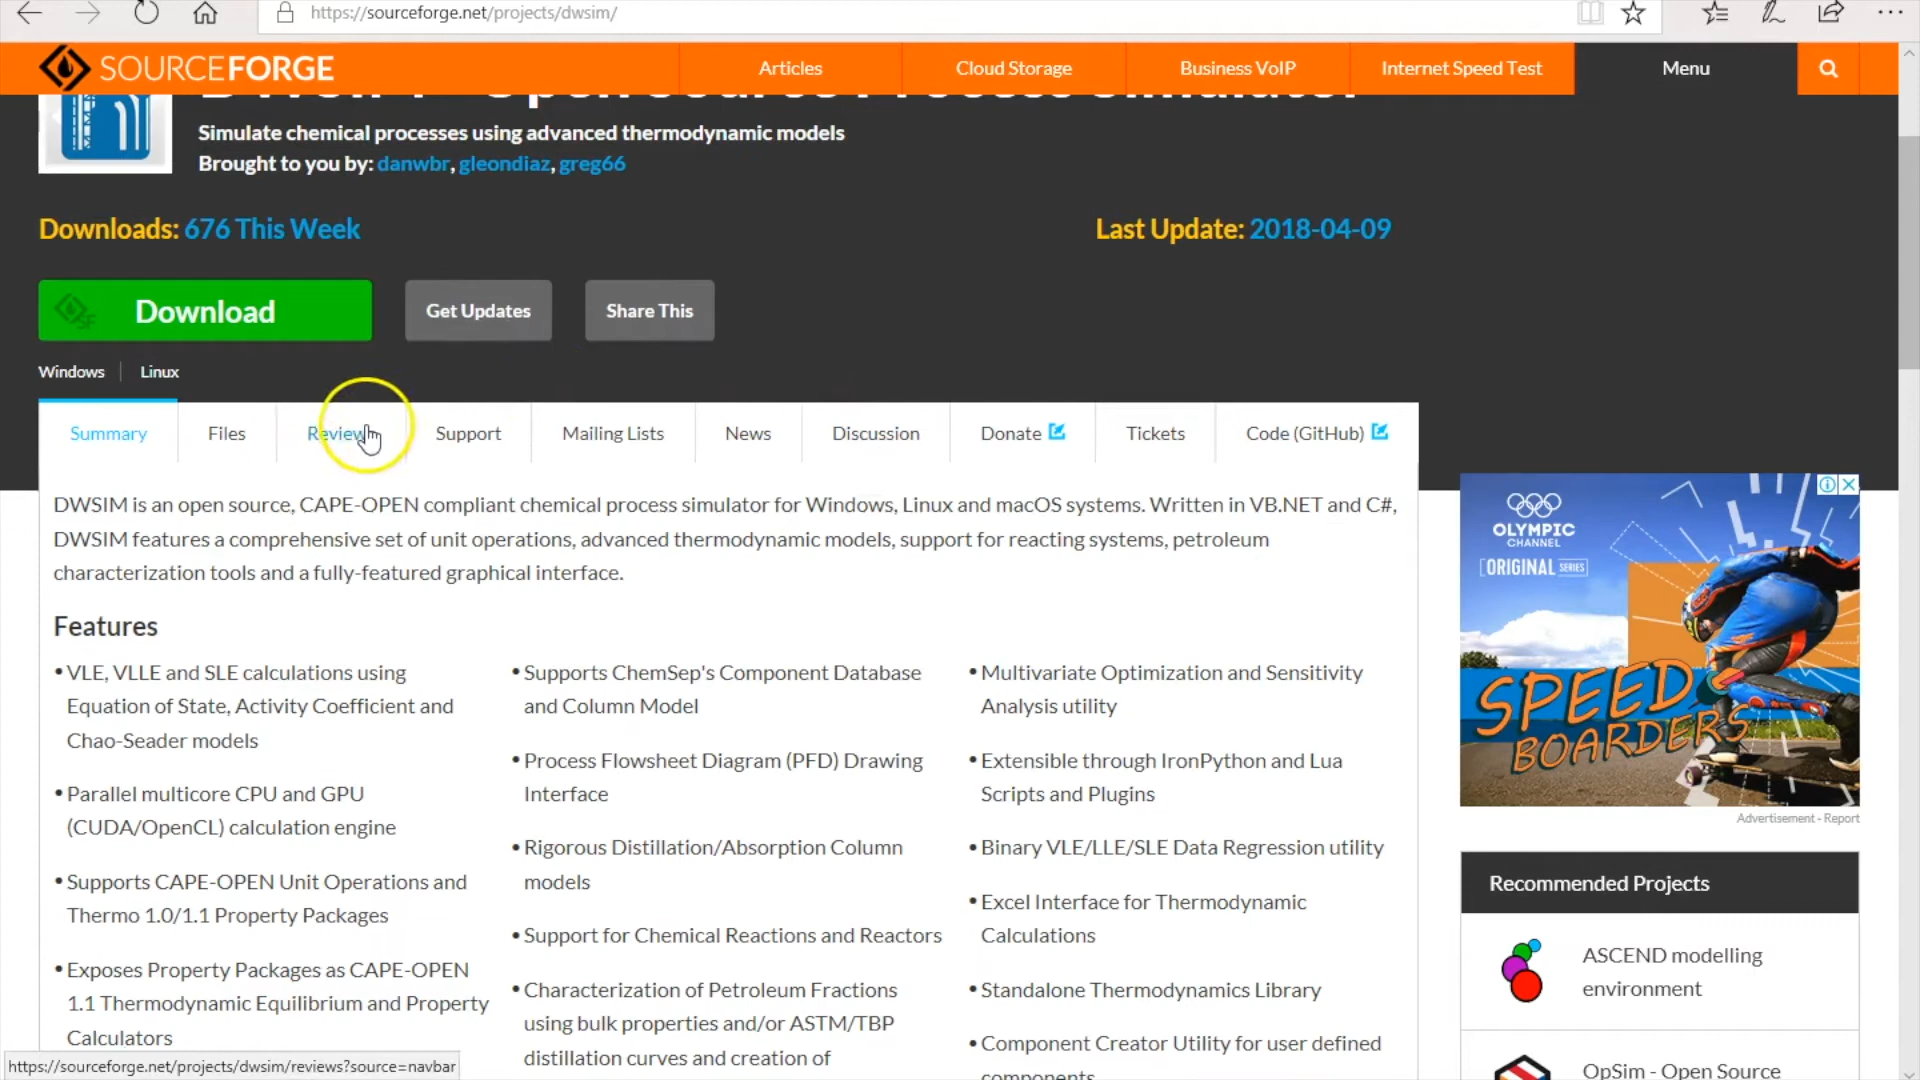 https://sourceforge.net/projects/dwsim/
SOURCEFORGE
Articles
Cloud Storage
Business VoIP
Internet Speed Test
Menu
Simulate chemical processes using advanced thermodynamic models
Brought to you by: danwbr, gleondiaz, greg66
Downloads: 676 This Week
Last Update: 2018-04-09
Download
SF
Get Updates
Share This
Windows
Linux
Summary
Files
Support
Mailing Lists
News
Discussion
Donate
Tickets
Code (GitHub)
DWSIM is an open source, CAPE-OPEN compliant chemical process simulator for Windows, Linux and macOS systems. Written in VB.NET and C#,
DWSIM features a comprehensive set of unit operations, advanced thermodynamic models, support for reacting systems, petroleum
characterization tools and a fully-featured graphical interface.
Features
•VLE, VLLE and SLE calculations using
Equation of State, Activity Coefficient and
Chao-Seader models
•Parallel multicore CPU and GPU
(CUDA/OpenCL) calculation engine
•Supports CAPE-OPEN Unit Operations and
Thermo 1.0/1.1 Property Packages
•Exposes Property Packages as CAPE-OPEN
1.1 Thermodynamic Equilibrium and Property
Calculators
•Supports ChemSep's Component Database
and Column Model
•Process Flowsheet Diagram (PFD) Drawing
Interface
•Rigorous Distillation/Absorption Column
models
•Support for Chemical Reactions and Reactors
•Characterization of Petroleum Fractions
using bulk properties and/or ASTM/TBP
distillation curves and creation of
•Multivariate Optimization and Sensitivity
Analysis utility
•Extensible through IronPython and Lua
Scripts and Plugins
•Binary VLE/LLE/SLE Data Regression utility
•Excel Interface for Thermodynamic
Calculations
•Standalone Thermodynamics Library
•Component Creator Utility for user defined
components
OLYMPIC
CHANNEL
ORIGINAL SERIES
SPEED
BOARDERS
Advertisement - Report
Recommended Projects
ASCEND modelling
environment
OpSim - Open Source
https://sourceforge.net/projects/dwsim/reviews?source=navbar